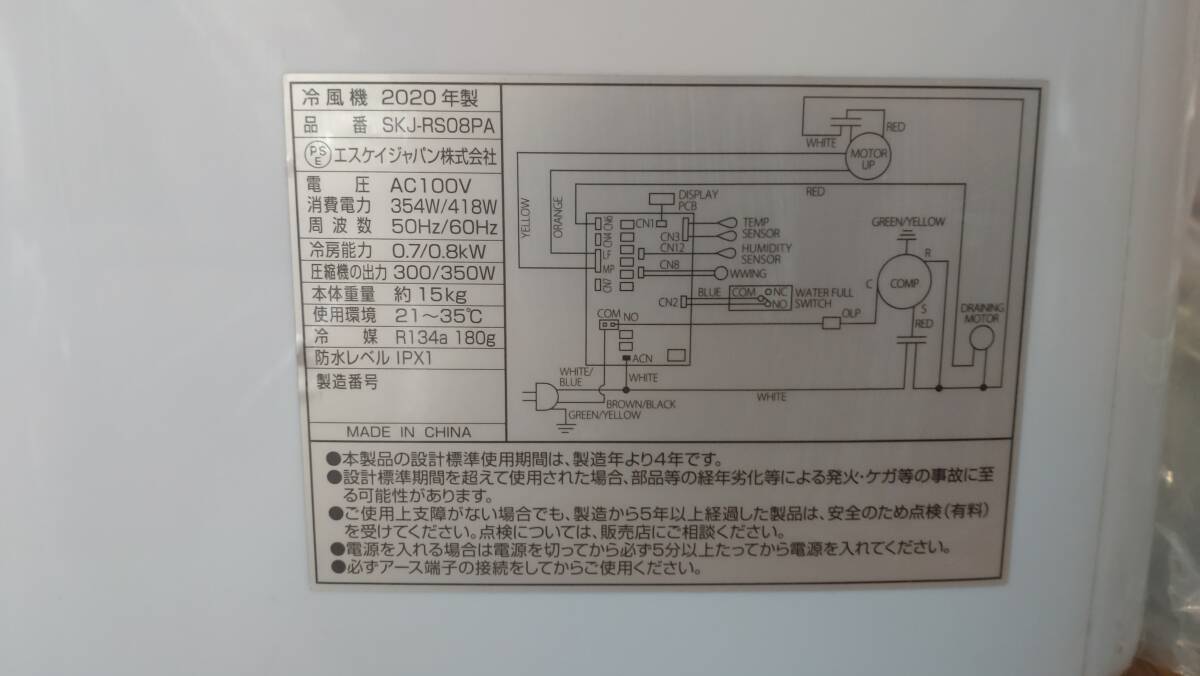 冷風機 2020年製
品 番 SKJ-RS08PA
PSE エスケイジャパン株式会社
電 圧 AC100V
消費電力 354W/418W
周波数 50Hz/60Hz
冷房能力 0.7/0.8kW
圧縮機の出力 300/350W
本体重量 約15kg
使用環境 21～35℃
冷 媒 R134a 180g
防水レベル IPX1
製造番号
MADE IN CHINA
RED
WHITE
MOTOR
UP
RED
YELLOW
ORANGE
DISPLAY
PCB
CN1
CN6
CN4
LF
MP
CN7
CN3
CN12
CN8
TEMP
SENSOR
HUMIDITY
SENSOR
WWING
GREEN/YELLOW
R
C
COMP
S
RED
DRAINING
MOTOR
CN2
BLUE
COM
NC
NO
WATER FULL
SWITCH
OLP
COM NO
ACN
WHITE
WHITE/
BLUE
BROWN/BLACK
GREEN/YELLOW
WHITE
●本製品の設計標準使用期間は、製造年より4年です。
●設計標準期間を超えて使用された場合、部品等の経年劣化等による発火・ケガ等の事故に至
る可能性があります。
●ご使用上支障がない場合でも、製造から5年以上経過した製品は、安全のため点検(有料)
を受けてください。点検については、販売店にご相談ください。
●電源を入れる場合は電源を切ってから必ず5分以上たってから電源を入れてください。
●必ずアース端子の接続をしてからご使用ください。